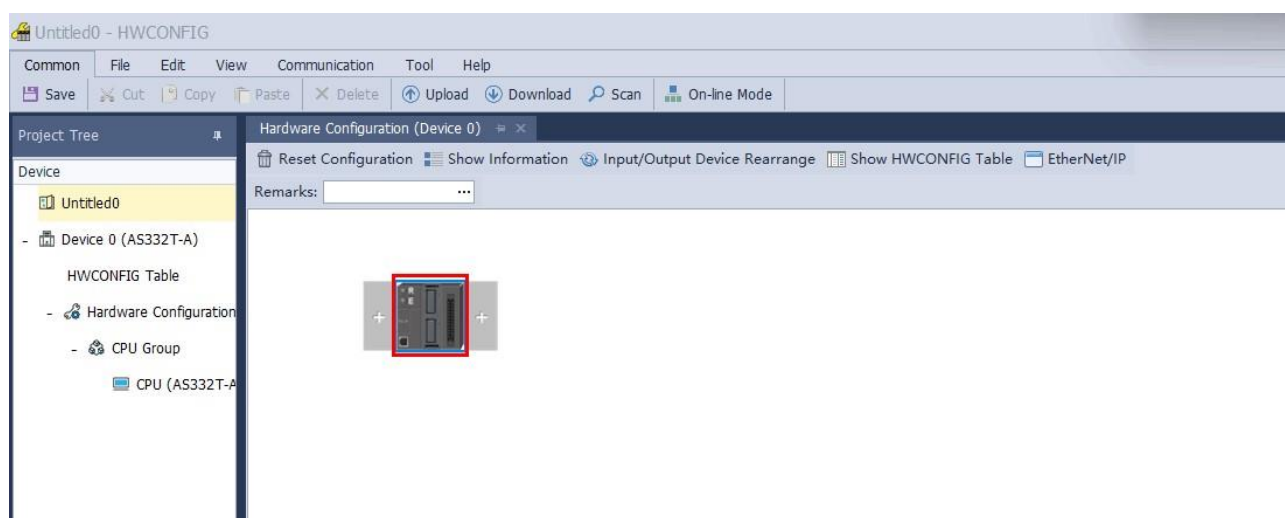 Untitled0 - HWCONFIG
Common File Edit View Communication Tool Help
Save Cut Copy Paste Delete Upload Download Scan On-line Mode
Project Tree
Hardware Configuration (Device 0)
Reset Configuration Show Information Input/Output Device Rearrange Show HWCONFIG Table EtherNet/IP
Device
Remarks: ...
Untitled0
- Device 0 (AS332T-A)
HWCONFIG Table
- Hardware Configuration
- CPU Group
CPU (AS332T-A